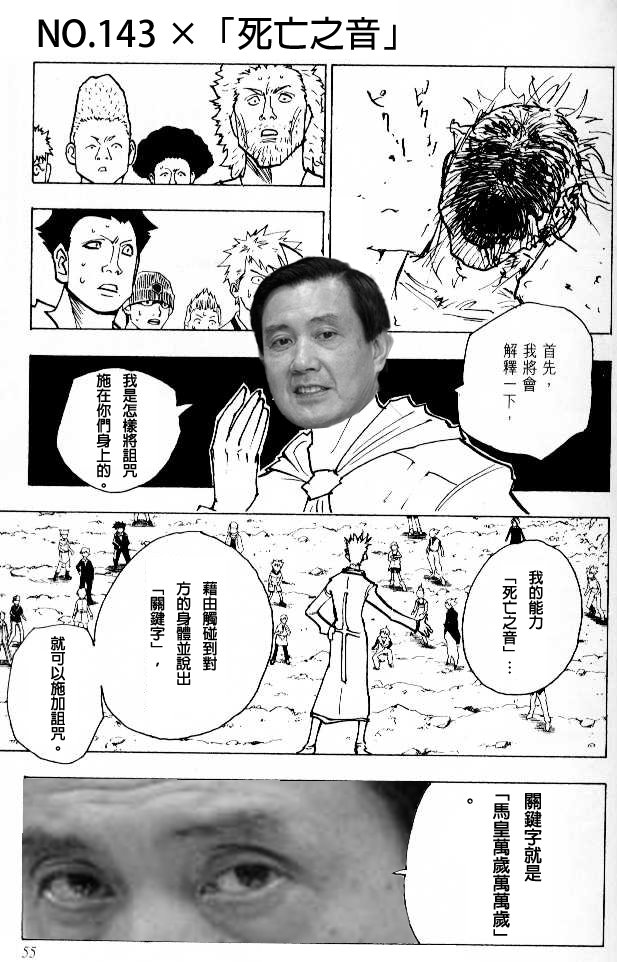 NO.143 ×「死亡之音」
ピクッ
ピクッ
首先，
我將會
解釋一下，
我是怎樣將詛咒
施在你們身上的。
我的能力
「死亡之音」…
藉由觸碰到對
方的身體並說出
「關鍵字」，
就可以施加詛咒。
關鍵字就是
「馬皇萬歲萬萬歲」
。
55